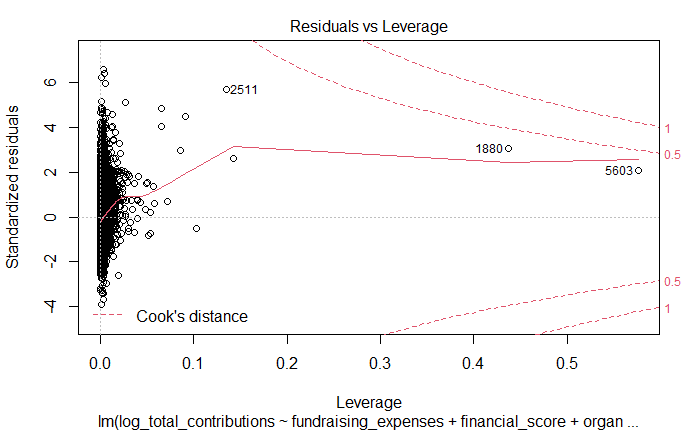 Residuals vs Leverage
Standardized residuals
6
4
2
0
-2
-4
2511
1880
5603
1
0.5
0.5
1
Cook's distance
0.0 0.1 0.2 0.3 0.4 0.5
Leverage
lm(log_total_contributions ~ fundraising_expenses + financial_score + organ ...